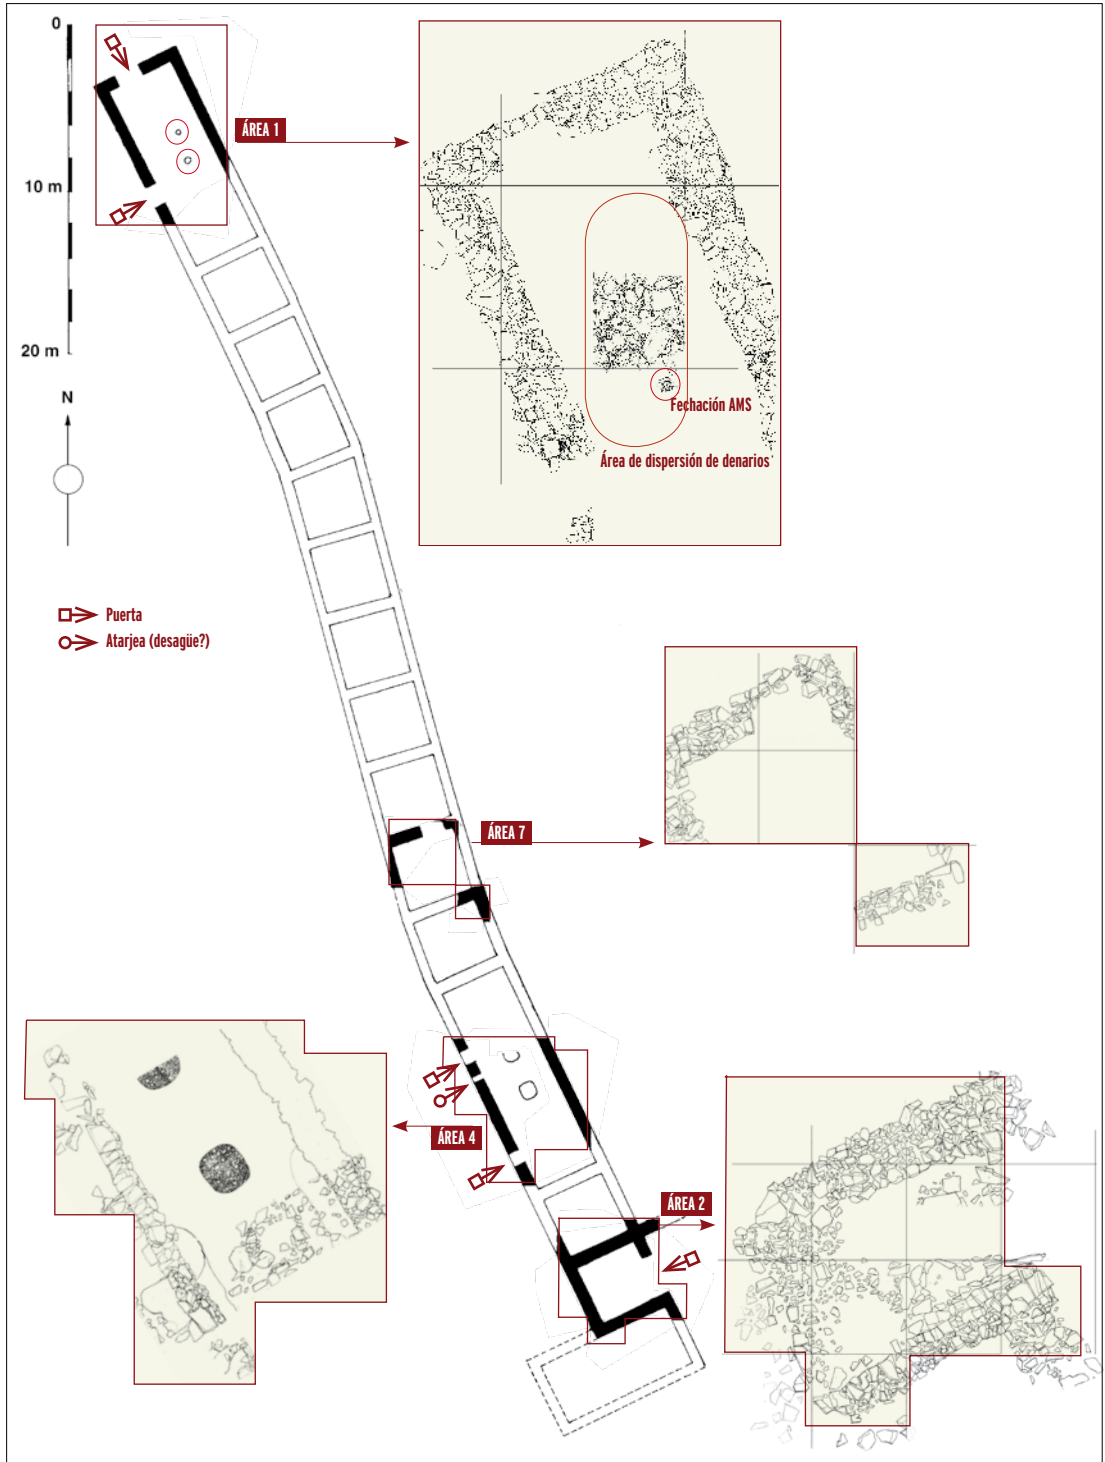 0
10 m
20 m
N
ÁREA 1
Fechación AMS
Área de dispersión de denarios
Puerta
Atarjea (desagüe?)
ÁREA 7
ÁREA 4
ÁREA 2